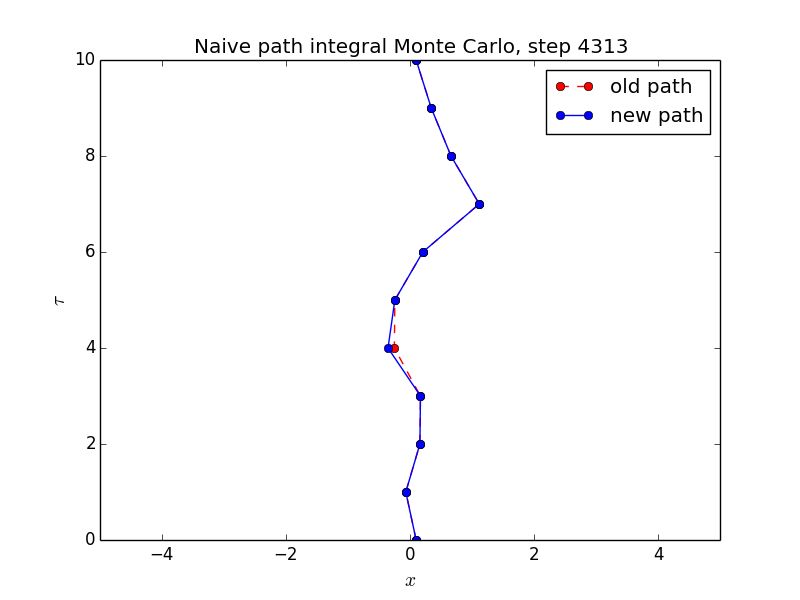 Naive path integral Monte Carlo, step 4313
10
8
6
4
2
0
τ
old path
new path
−4
−2
0
2
4
x